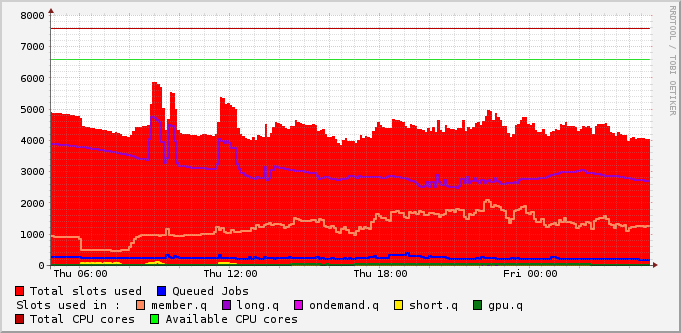 8000
7000
6000
5000
4000
3000
2000
1000
0
Thu 06:00 Thu 12:00 Thu 18:00 Fri 00:00
RRDTOOL / TOBI OETIKER
Total slots used Queued Jobs
Slots used in : member.q long.q ondemand.q short.q gpu.q
Total CPU cores Available CPU cores